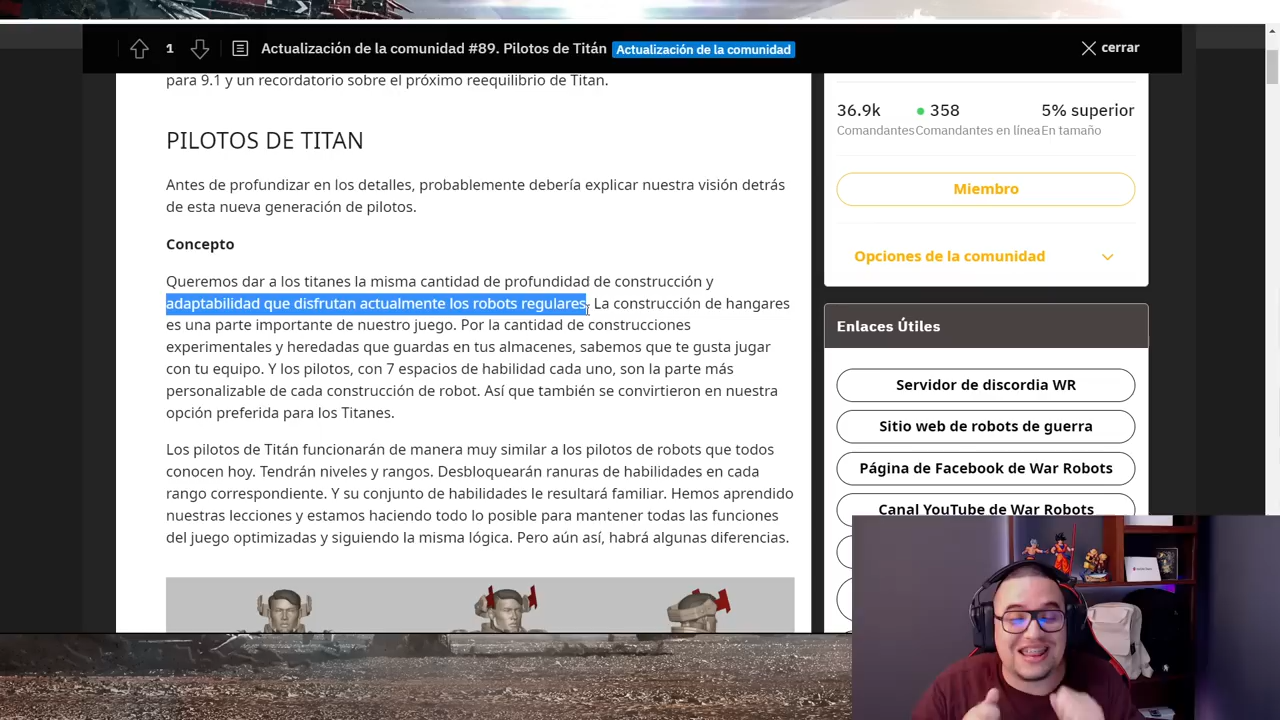 1
Actualización de la comunidad #89. Pilotos de Titán
Actualización de la comunidad
cerrar
para 9.1 y un recordatorio sobre el próximo reequilibrio de Titan.
PILOTOS DE TITAN
Antes de profundizar en los detalles, probablemente debería explicar nuestra visión detrás
de esta nueva generación de pilotos.
Concepto
Queremos dar a los titanes la misma cantidad de profundidad de construcción y
adaptabilidad que disfrutan actualmente los robots regulares. La construcción de hangares
es una parte importante de nuestro juego. Por la cantidad de construcciones
experimentales y heredadas que guardas en tus almacenes, sabemos que te gusta jugar
con tu equipo. Y los pilotos, con 7 espacios de habilidad cada uno, son la parte más
personalizable de cada construcción de robot. Así que también se convirtieron en nuestra
opción preferida para los Titanes.
Los pilotos de Titán funcionarán de manera muy similar a los pilotos de robots que todos
conocen hoy. Tendrán niveles y rangos. Desbloquearán ranuras de habilidades en cada
rango correspondiente. Y su conjunto de habilidades le resultará familiar. Hemos aprendido
nuestras lecciones y estamos haciendo todo lo posible para mantener todas las funciones
del juego optimizadas y siguiendo la misma lógica. Pero aún así, habrá algunas diferencias.
36.9k
358
5% superior
Comandantes
Comandantes en línea
En tamaño
Miembro
Opciones de la comunidad
Enlaces Útiles
Servidor de discordia WR
Sitio web de robots de guerra
Página de Facebook de War Robots
Canal YouTube de War Robots